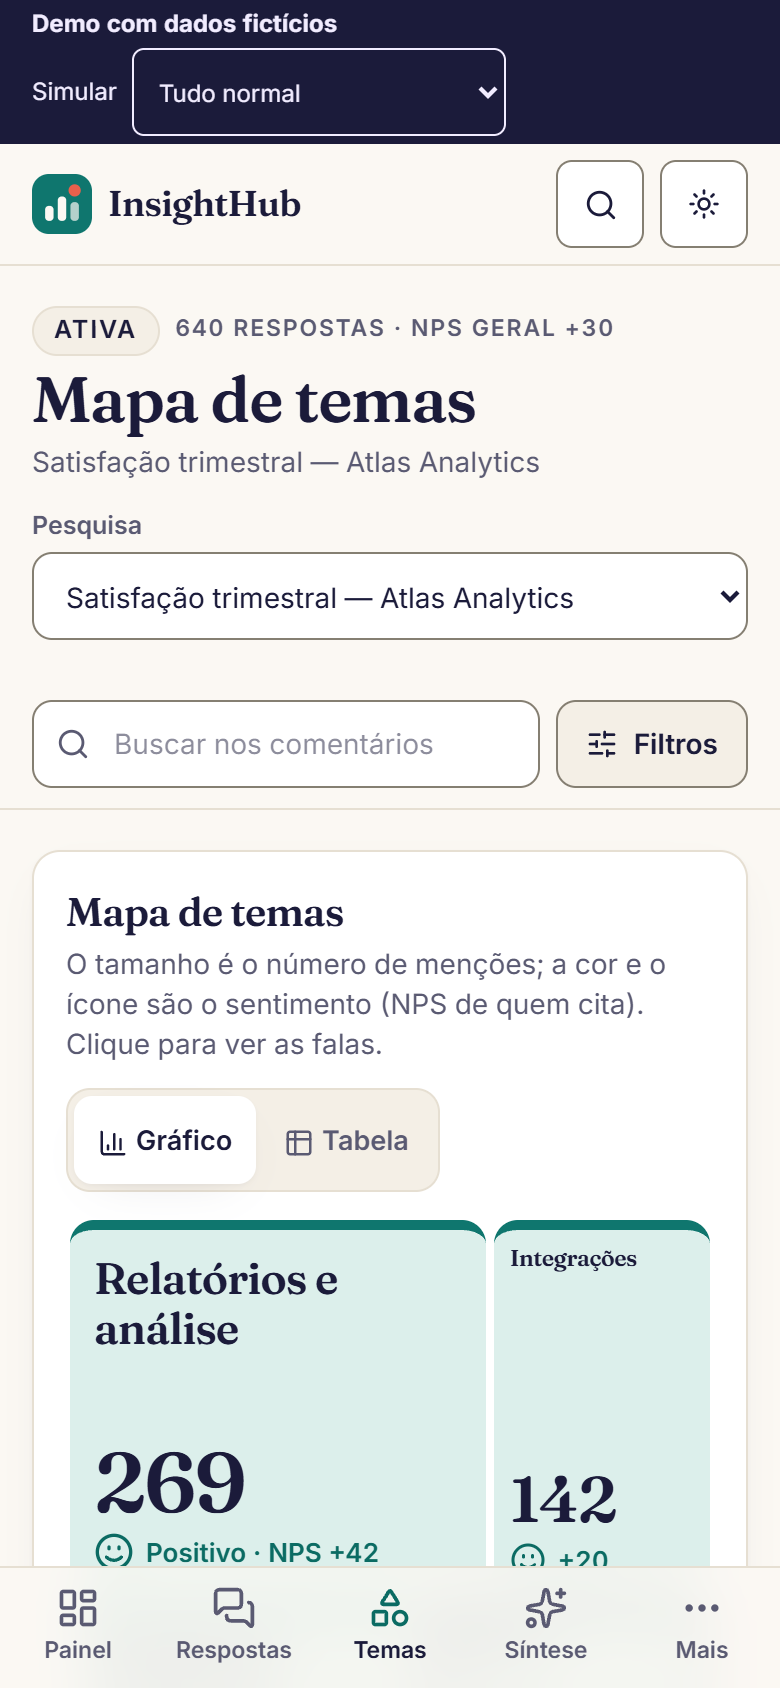 Demo com dados fictícios
Simular
Tudo normal
InsightHub
ATIVA
640 RESPOSTAS · NPS GERAL +30
Mapa de temas
Satisfação trimestral — Atlas Analytics
Pesquisa
Satisfação trimestral — Atlas Analytics
Buscar nos comentários
Filtros
Mapa de temas
O tamanho é o número de menções; a cor e o
ícone são o sentimento (NPS de quem cita).
Clique para ver as falas.
Gráfico
Tabela
Relatórios e
análise
269
Positivo · NPS +42
Integrações
142
+20
Painel
Respostas
Temas
Síntese
Mais